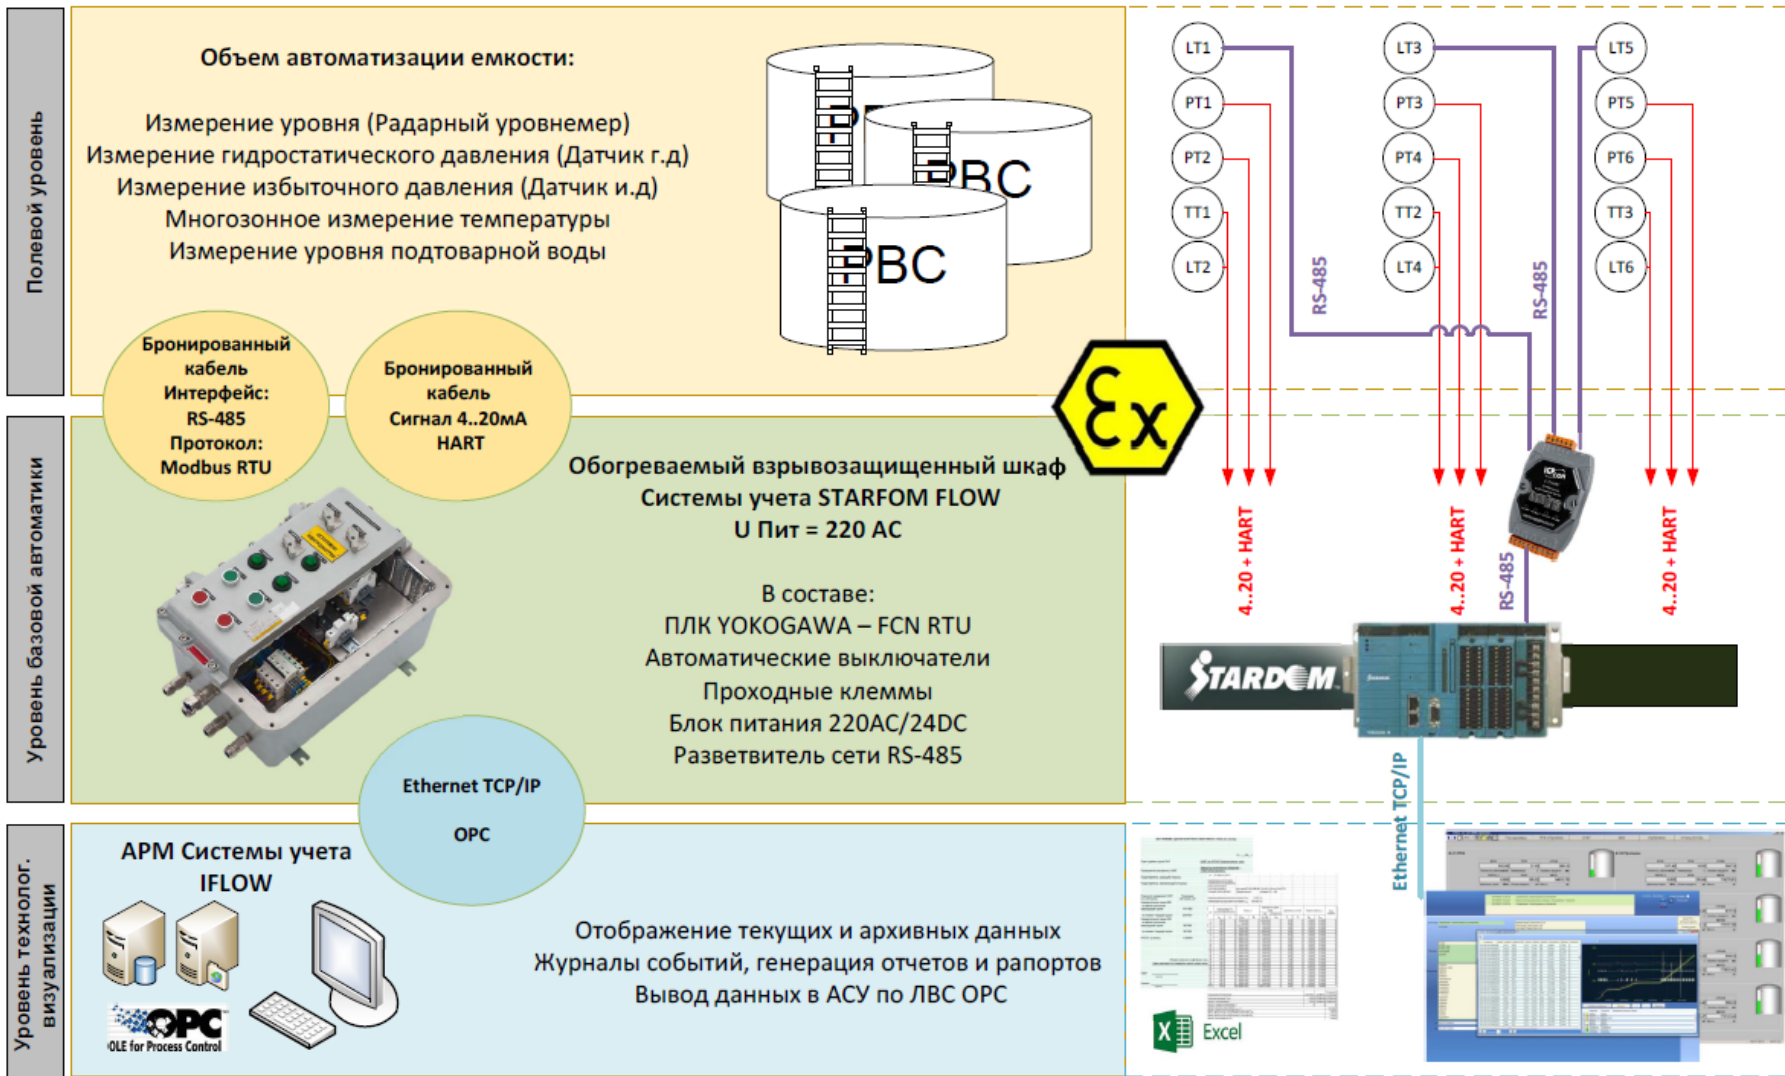 Полевой уровень
Объем автоматизации емкости:
Измерение уровня (Радарный уровнемер)
Измерение гидростатического давления (Датчик г.д)
Измерение избыточного давления (Датчик и.д)
Многозонное измерение температуры
Измерение уровня подтоварной воды
РВС
РВС
РВС
LT1
PT1
PT2
TT1
LT2
LT3
PT3
PT4
TT2
LT4
LT5
PT5
PT6
TT3
LT6
RS-485
RS-485
Бронированный
кабель
Интерфейс:
RS-485
Протокол:
Modbus RTU
Бронированный
кабель
Сигнал 4..20мА
HART
Ex
Уровень базовой автоматики
Обогреваемый взрывозащищенный шкаф
Системы учета STARFOM FLOW
U Пит = 220 AC
В составе:
ПЛК YOKOGAWA – FCN RTU
Автоматические выключатели
Проходные клеммы
Блок питания 220AC/24DC
Разветвитель сети RS-485
4..20 + HART
4..20 + HART
RS-485
4..20 + HART
STARDOM
Ethernet TCP/IP
OPC
Ethernet TCP/IP
Уровень технолог.
визуализации
АРМ Системы учета
IFLOW
OPC
OLE for Process Control
Отображение текущих и архивных данных
Журналы событий, генерация отчетов и рапортов
Вывод данных в АСУ по ЛВС OPC
Excel